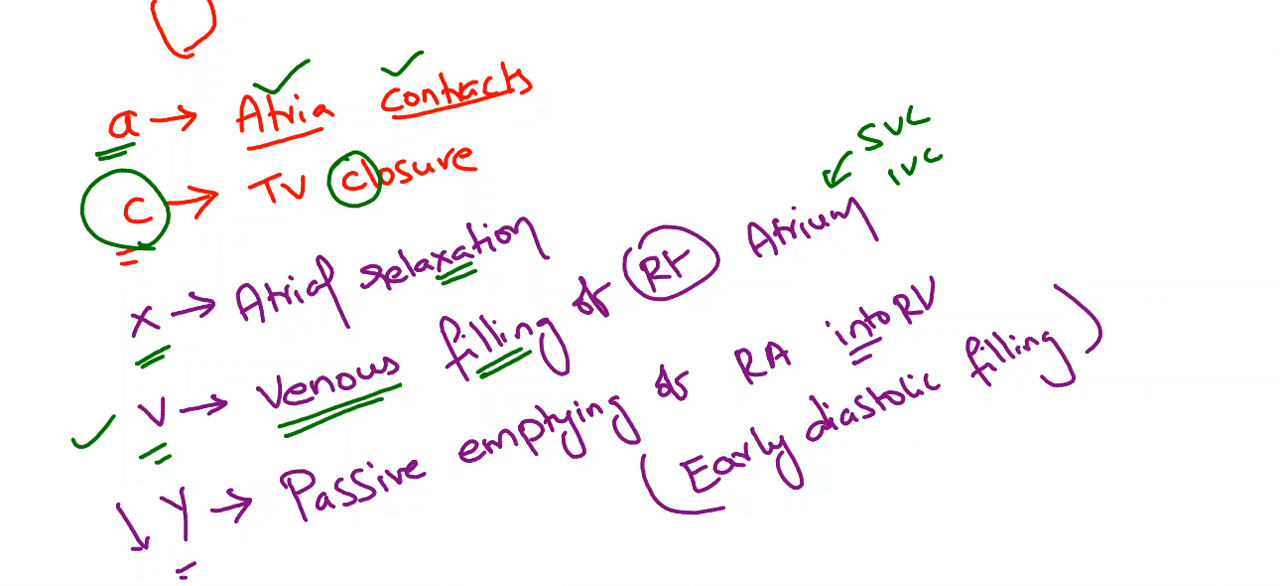 a → Atria contracts
C → TV closure
SVC
IVC
x → Atrial relaxation
V → Venous filling of Rt Atrium
↓ Y → Passive emptying of RA into RV
(Early diastolic filling)